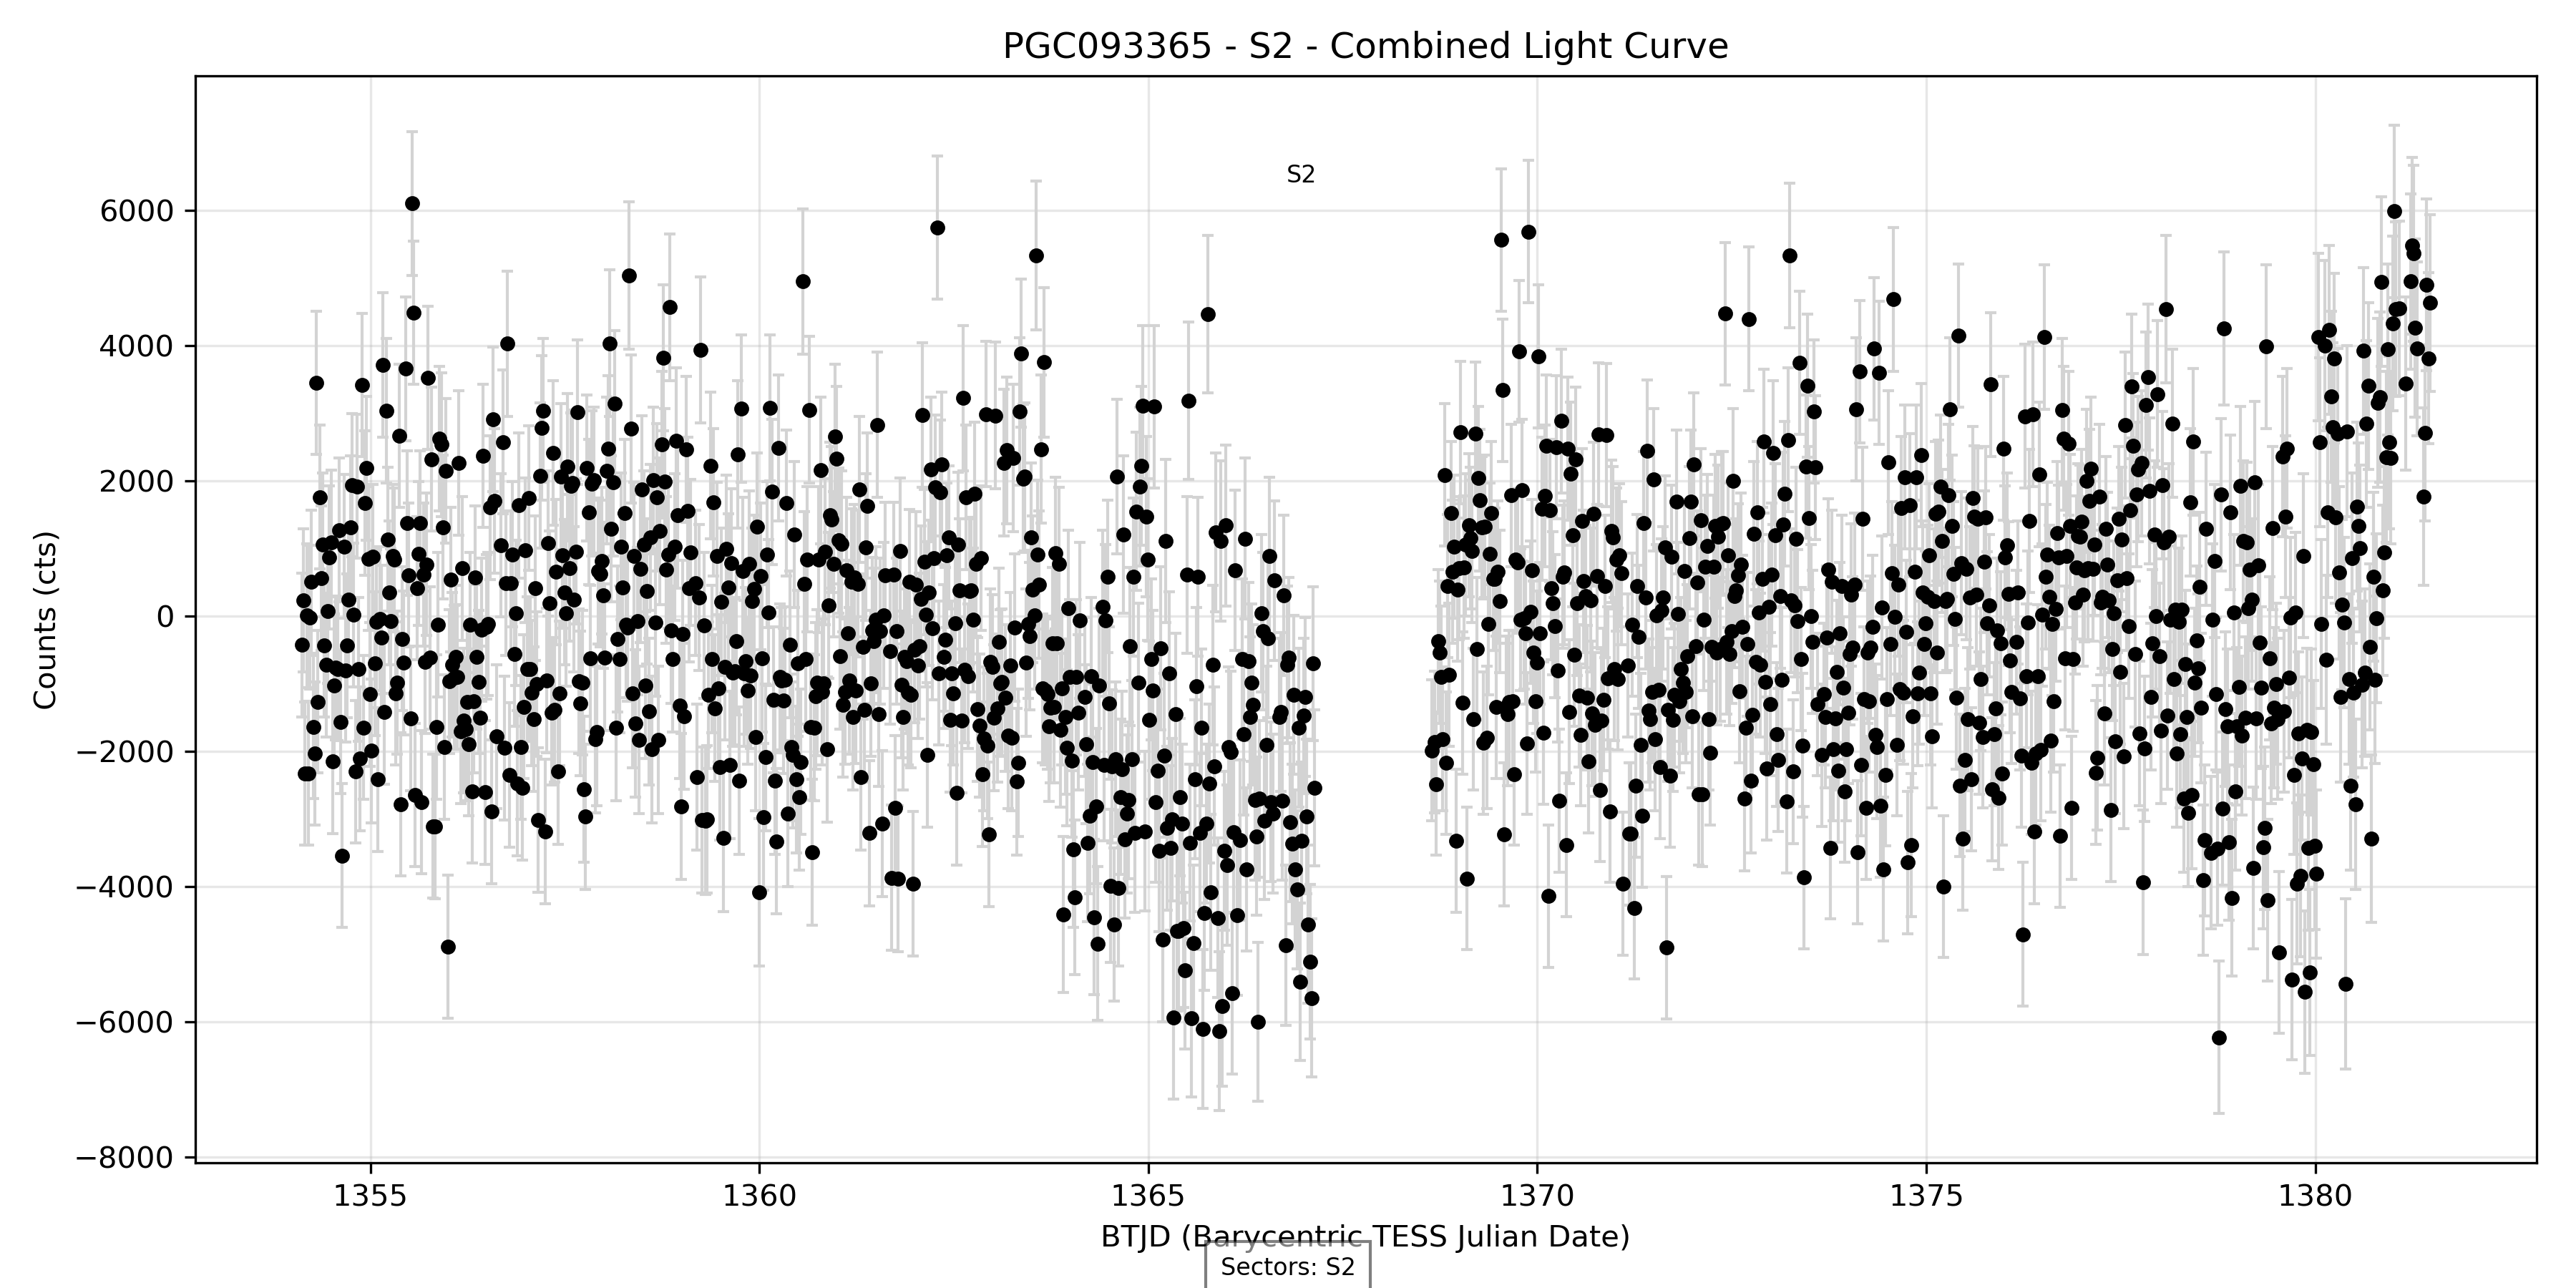 PGC093365 - S2 - Combined Light Curve
S2
6000
4000
2000
0
−2000
−4000
−6000
−8000
Counts (cts)
1355 1360 1365 1370 1375 1380
BTJD (Barycentric TESS Julian Date)
Sectors: S2